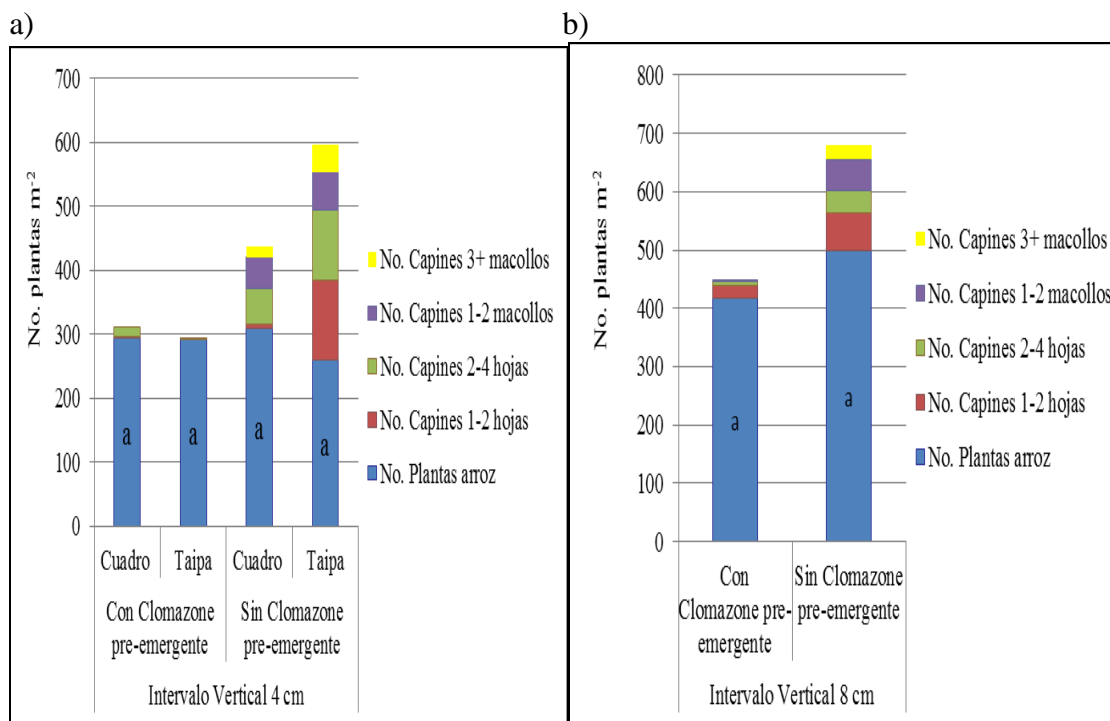 a)
No. plantas m⁻²
700
600
500
400
300
200
100
0
a
a
a
a
Cuadro
Taipa
Cuadro
Taipa
Con Clomazone
pre-emergente
Sin Clomazone
pre-emergente
Intervalo Vertical 4 cm
No. Capines 3+ macollos
No. Capines 1-2 macollos
No. Capines 2-4 hojas
No. Capines 1-2 hojas
No. Plantas arroz
b)
No. plantas m⁻²
800
700
600
500
400
300
200
100
0
a
a
Con
Clomazone pre-
emergente
Sin Clomazone
pre-emergente
Intervalo Vertical 8 cm
No. Capines 3+ macollos
No. Capines 1-2 macollos
No. Capines 2-4 hojas
No. Capines 1-2 hojas
No. Plantas arroz